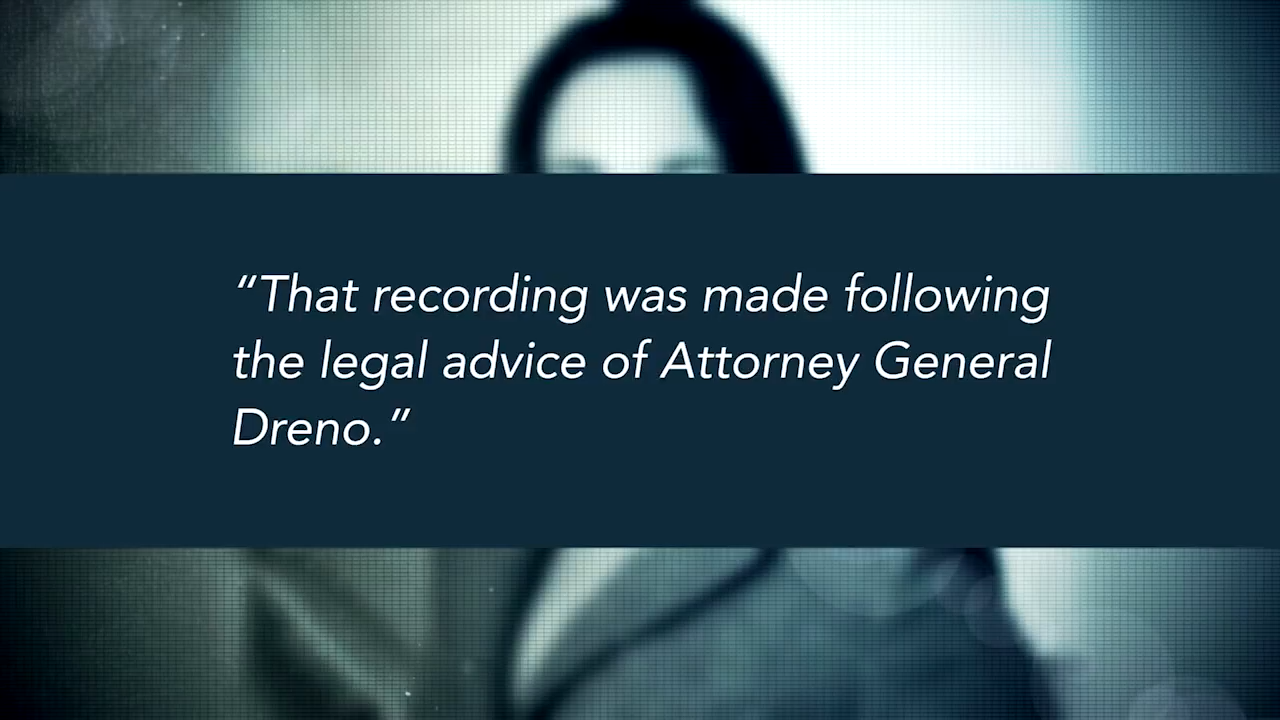 “That recording was made following
the legal advice of Attorney General
Dreno.”